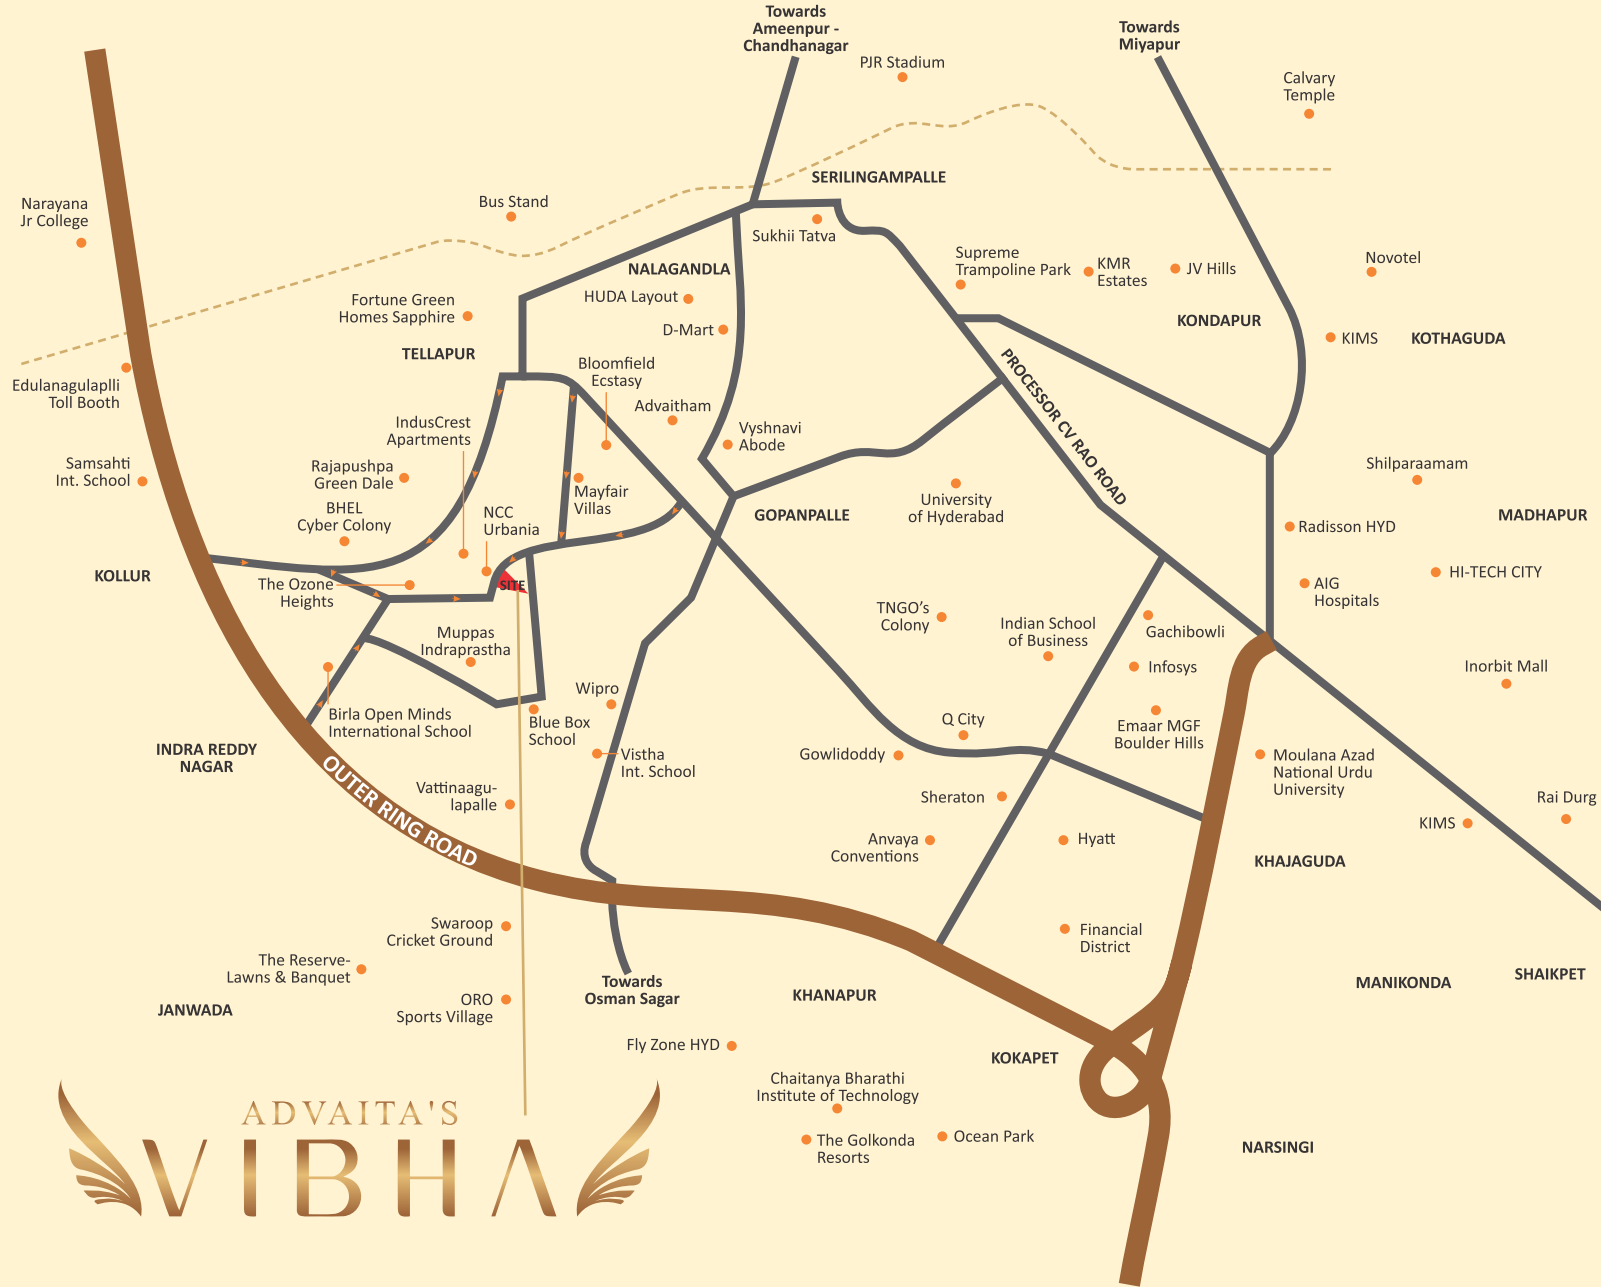 Towards
Ameenpur -
Chandhanagar
Towards
Miyapur
PJR Stadium
Calvary
Temple
SERILINGAMPALLE
Narayana
Jr College
Bus Stand
Sukhii Tatva
Supreme
Trampoline Park
KMR
Estates
JV Hills
Novotel
NALAGANDLA
HUDA Layout
Fortune Green
Homes Sapphire
D-Mart
KONDAPUR
KIMS
KOTHAGUDA
TELLAPUR
Bloomfield
Ecstasy
PROCESSOR CV RAO ROAD
Edulanagulaplli
Toll Booth
Advaitham
IndusCrest
Apartments
Vyshnavi
Abode
Samsahti
Int. School
Rajapushpa
Green Dale
Shilparaamam
Mayfair
Villas
University
of Hyderabad
BHEL
Cyber Colony
NCC
Urbania
GOPANPALLE
Radisson HYD
MADHAPUR
KOLLUR
The Ozone
Heights
SITE
HI-TECH CITY
AIG
Hospitals
TNGO's
Colony
Indian School
of Business
Gachibowli
Muppas
Indraprastha
Infosys
Inorbit Mall
Wipro
Birla Open Minds
International School
Blue Box
School
Q City
Emaar MGF
Boulder Hills
INDRA REDDY
NAGAR
Vistha
Int. School
Gowlidoddy
Moulana Azad
National Urdu
University
OUTER RING ROAD
Vattinaagu-
lapalle
Sheraton
Rai Durg
KIMS
Anvaya
Conventions
Hyatt
KHAJAGUDA
Swaroop
Cricket Ground
Financial
District
The Reserve-
Lawns & Banquet
Towards
Osman Sagar
KHANAPUR
MANIKONDA
SHAIKPET
JANWADA
ORO
Sports Village
Fly Zone HYD
KOKAPET
Chaitanya Bharathi
Institute of Technology
The Golkonda
Resorts
Ocean Park
NARSINGI
ADVAITA'S
VIBHA